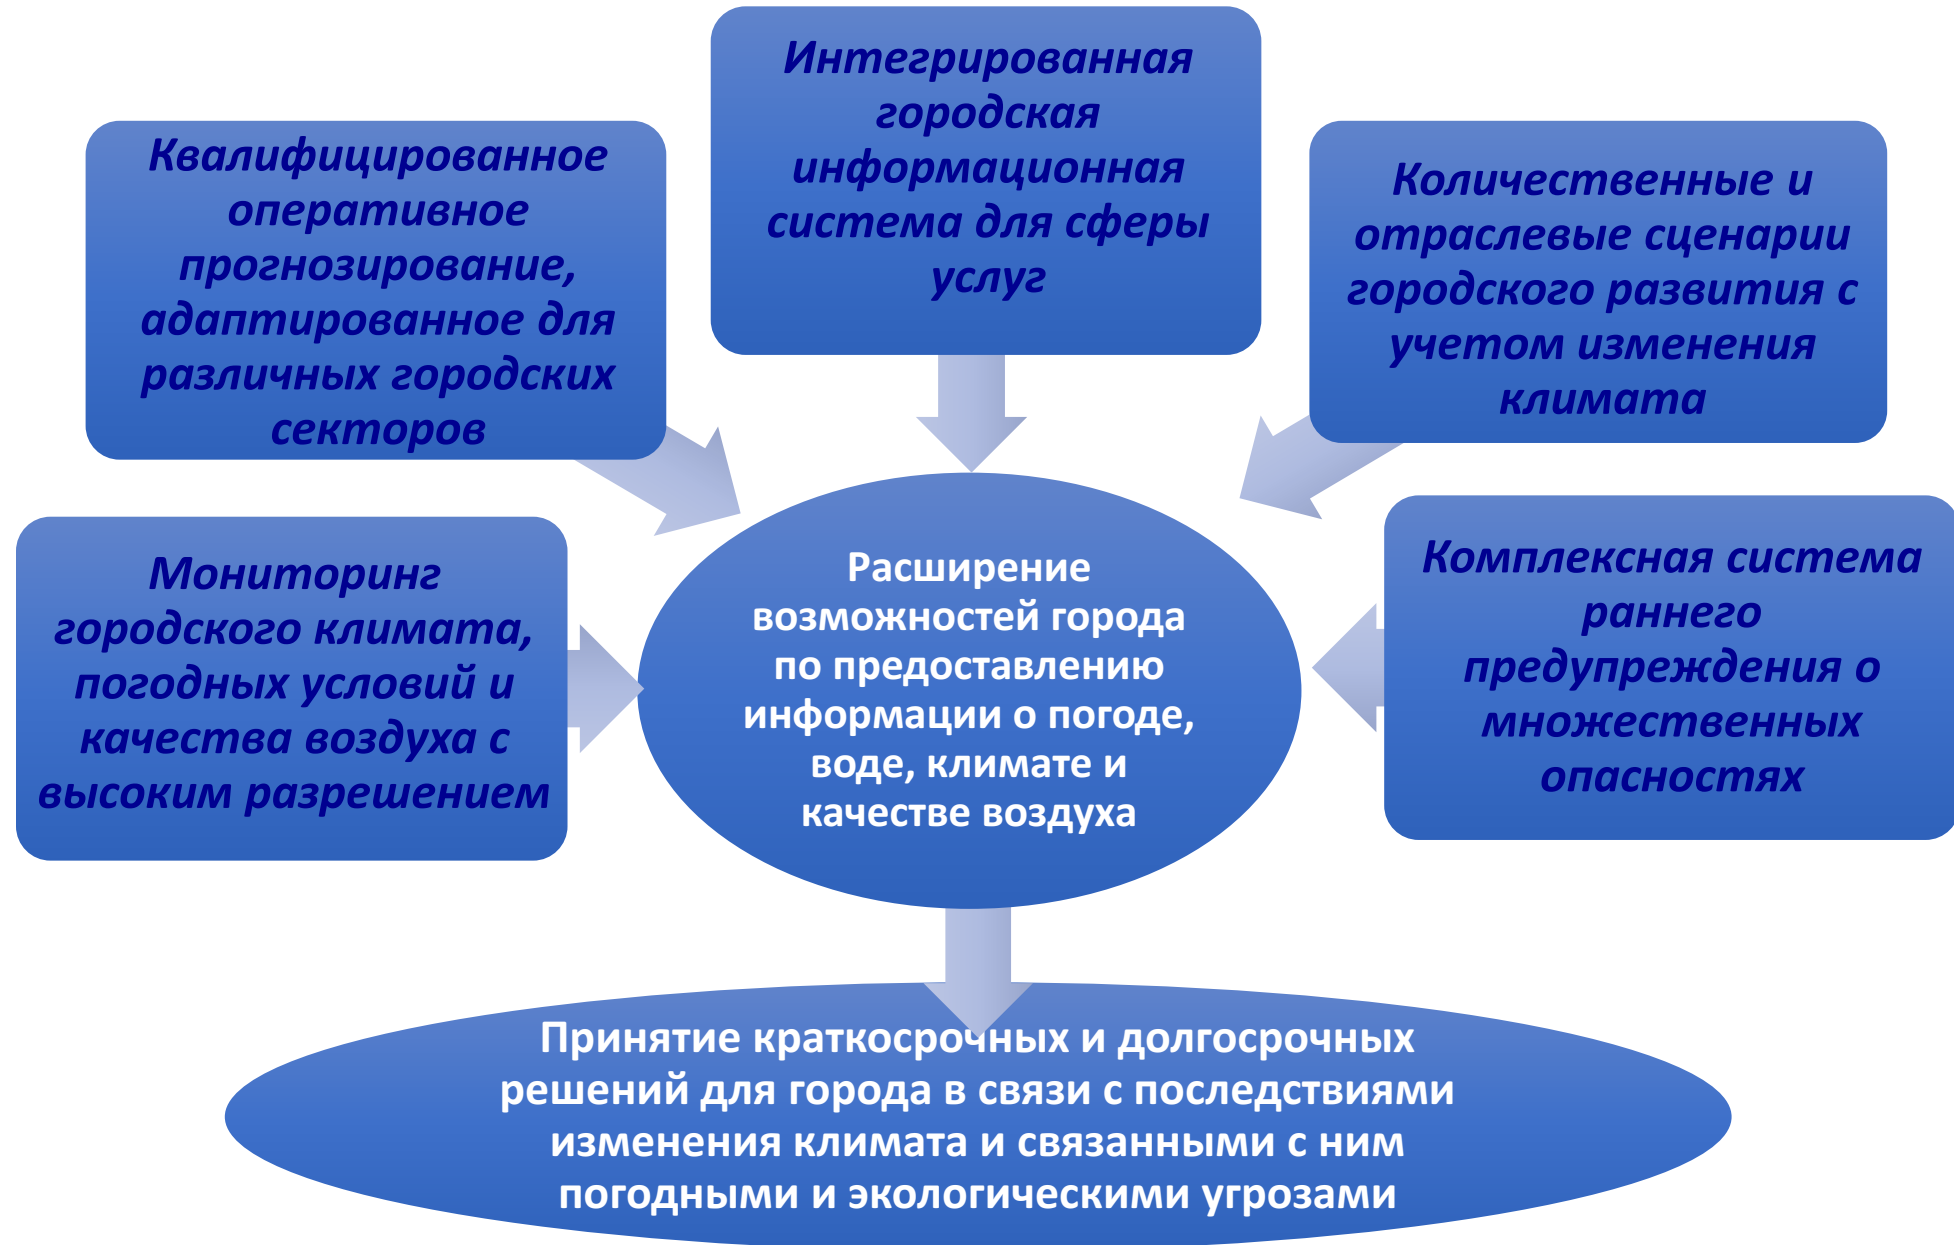 Интегрированная
городская
информационная
система для сферы
услуг
Квалифицированное
оперативное
прогнозирование,
адаптированное для
различных городских
секторов
Количественные и
отраслевые сценарии
городского развития с
учетом изменения
климата
Мониторинг
городского климата,
погодных условий и
качества воздуха с
высоким разрешением
Расширение
возможностей города
по предоставлению
информации о погоде,
воде, климате и
качестве воздуха
Комплексная система
раннего
предупреждения о
множественных
опасностях
Принятие краткосрочных и долгосрочных
решений для города в связи с последствиями
изменения климата и связанными с ним
погодными и экологическими угрозами